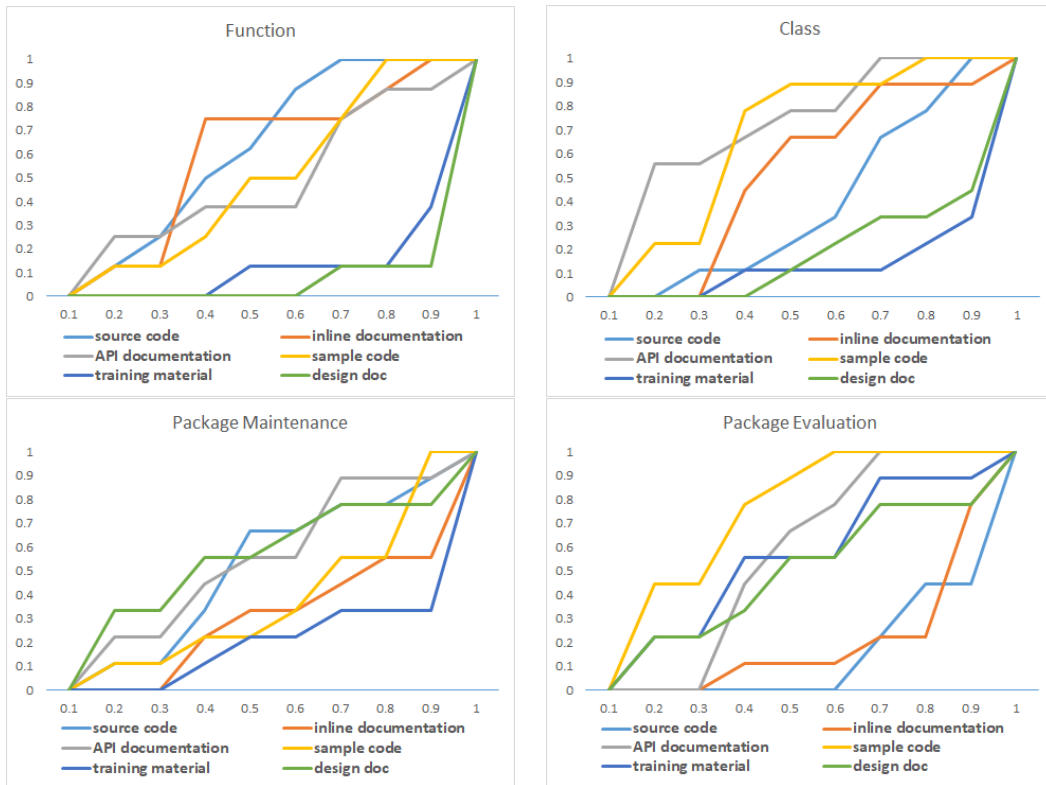 Function
1
0.9
0.8
0.7
0.6
0.5
0.4
0.3
0.2
0.1
0
0.1 0.2 0.3 0.4 0.5 0.6 0.7 0.8 0.9 1
source code inline documentation
API documentation sample code
training material design doc
Class
1
0.9
0.8
0.7
0.6
0.5
0.4
0.3
0.2
0.1
0
0.1 0.2 0.3 0.4 0.5 0.6 0.7 0.8 0.9 1
source code inline documentation
API documentation sample code
training material design doc
Package Maintenance
1
0.9
0.8
0.7
0.6
0.5
0.4
0.3
0.2
0.1
0
0.1 0.2 0.3 0.4 0.5 0.6 0.7 0.8 0.9 1
source code inline documentation
API documentation sample code
training material design doc
Package Evaluation
1
0.9
0.8
0.7
0.6
0.5
0.4
0.3
0.2
0.1
0
0.1 0.2 0.3 0.4 0.5 0.6 0.7 0.8 0.9 1
source code inline documentation
API documentation sample code
training material design doc